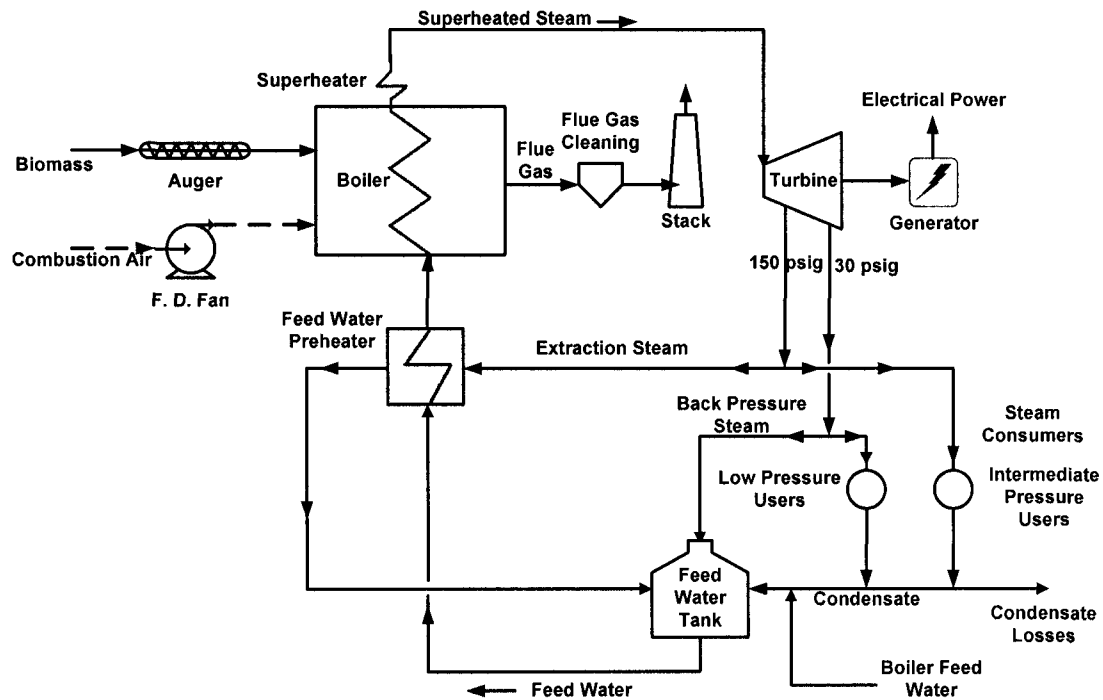 Superheated Steam
Superheater
Electrical Power
Flue Gas
Cleaning
Biomass
Auger
Boiler
Flue
Gas
Stack
Turbine
Generator
Combustion Air
F. D. Fan
150 psig
30 psig
Feed Water
Preheater
Extraction Steam
Back Pressure
Steam
Steam
Consumers
Low Pressure
Users
Intermediate
Pressure
Users
Feed
Water
Tank
Condensate
Condensate
Losses
Boiler Feed
Water
Feed Water